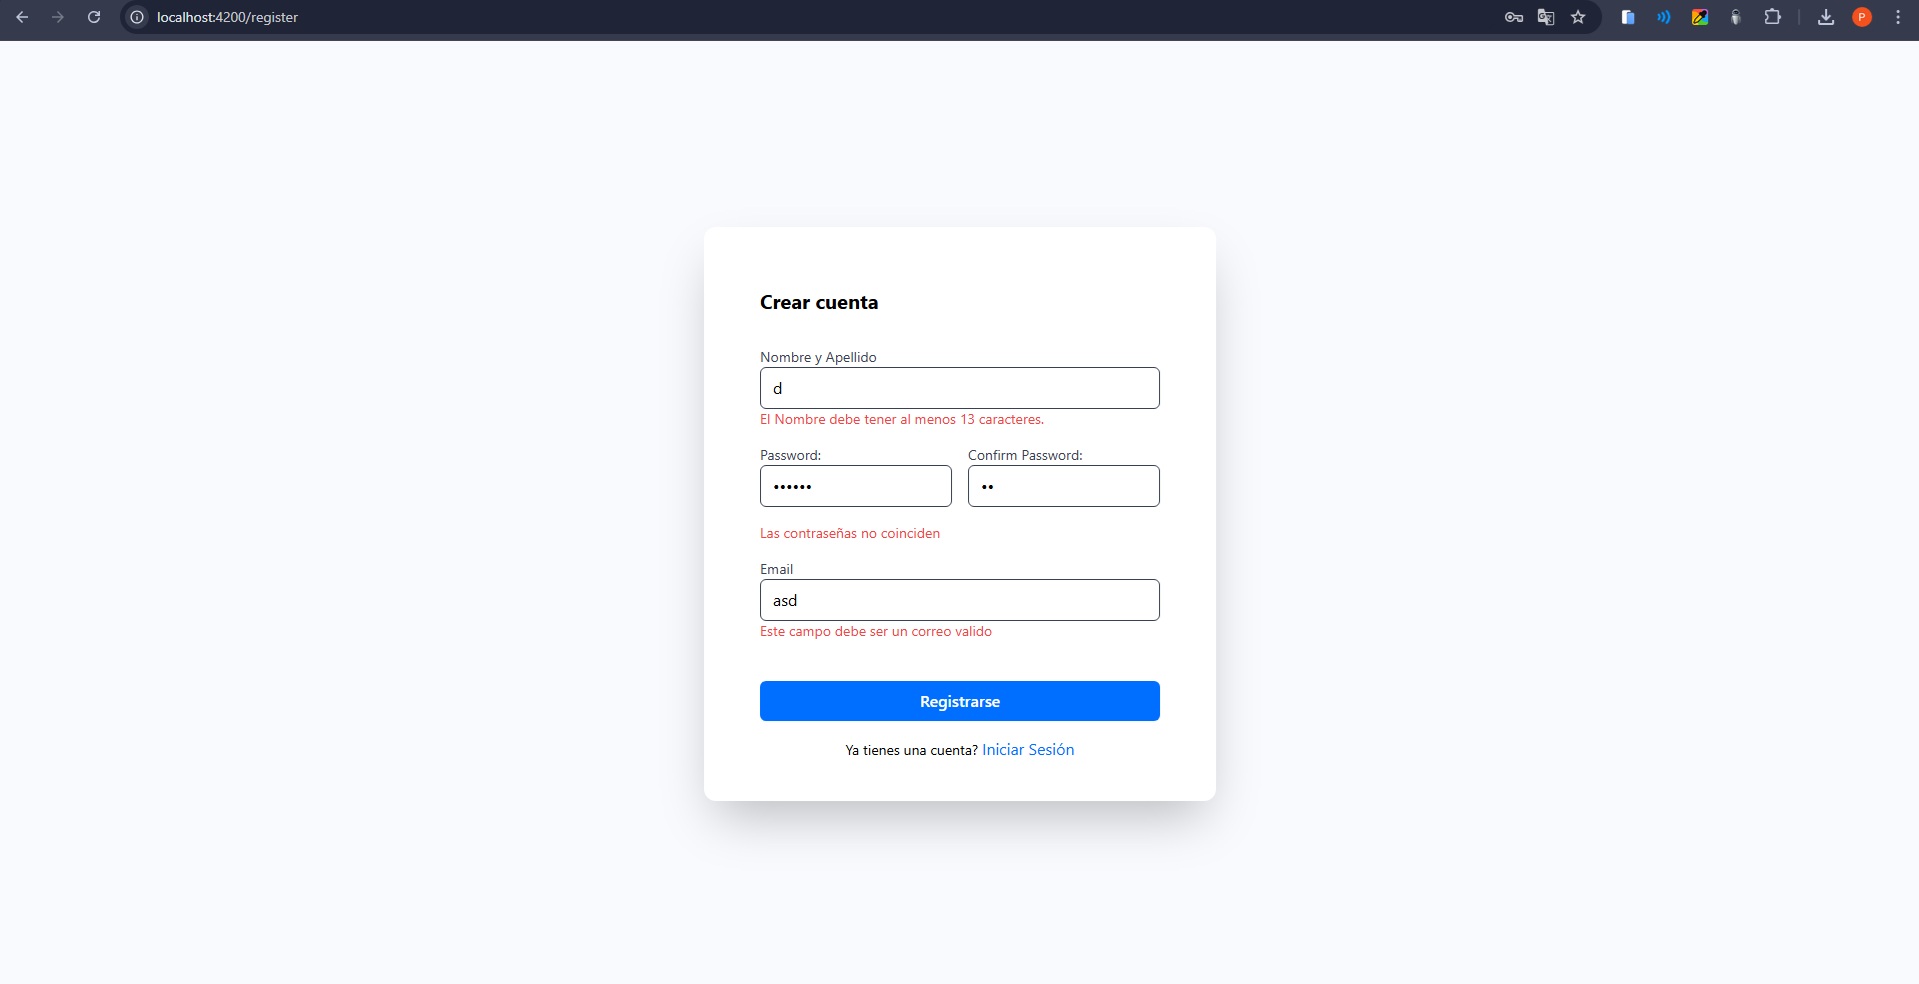 localhost:4200/register
P
Crear cuenta
Nombre y Apellido
d
El Nombre debe tener al menos 13 caracteres.
Password: Confirm Password:
•••••• ••
Las contraseñas no coinciden
Email
asd
Este campo debe ser un correo valido
Registrarse
Ya tienes una cuenta? Iniciar Sesión